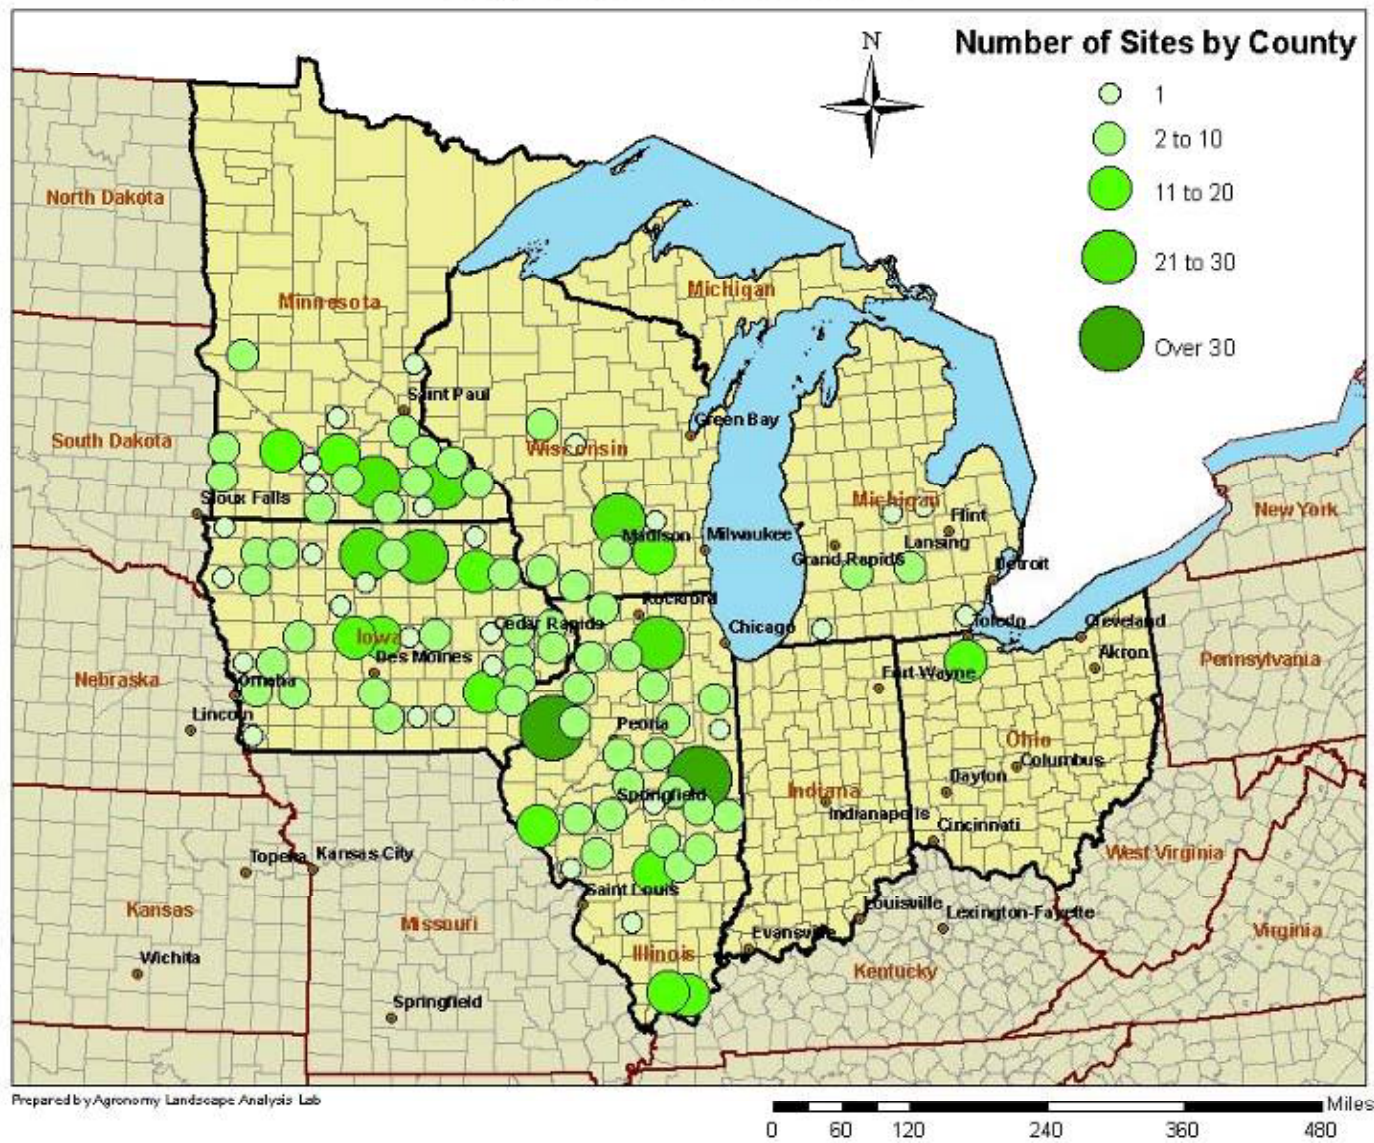 N
Number of Sites by County
1
2 to 10
11 to 20
21 to 30
Over 30
North Dakota
Minnesota
Michigan
Saint Paul
Green Bay
South Dakota
Wisconsin
Sioux Falls
Michigan
Flint
New York
Madison
Milwaukee
Lansing
Grand Rapids
Detroit
Rockford
Cedar Rapids
Chicago
Toledo
Cleveland
Iowa
Des Moines
Akron
Pennsylvania
Nebraska
Omaha
Fort Wayne
Lincoln
Peoria
Ohio
Columbus
Dayton
Springfield
Indiana
Indianapolis
Cincinnati
Topeka
Kansas City
West Virginia
Saint Louis
Kansas
Missouri
Louisville
Lexington-Fayette
Evansville
Virginia
Wichita
Illinois
Kentucky
Springfield
Prepared by Agronomy Landscape Analysis Lab
Miles
0 60 120 240 360 480